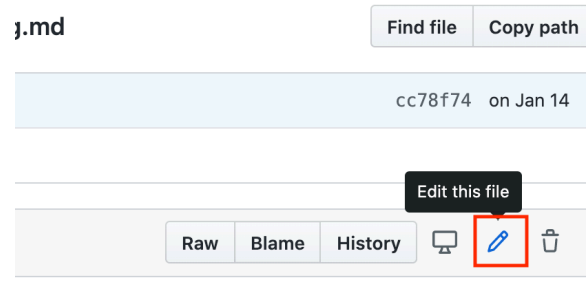 g.md
Find file Copy path
cc78f74 on Jan 14
Edit this file
Raw Blame History